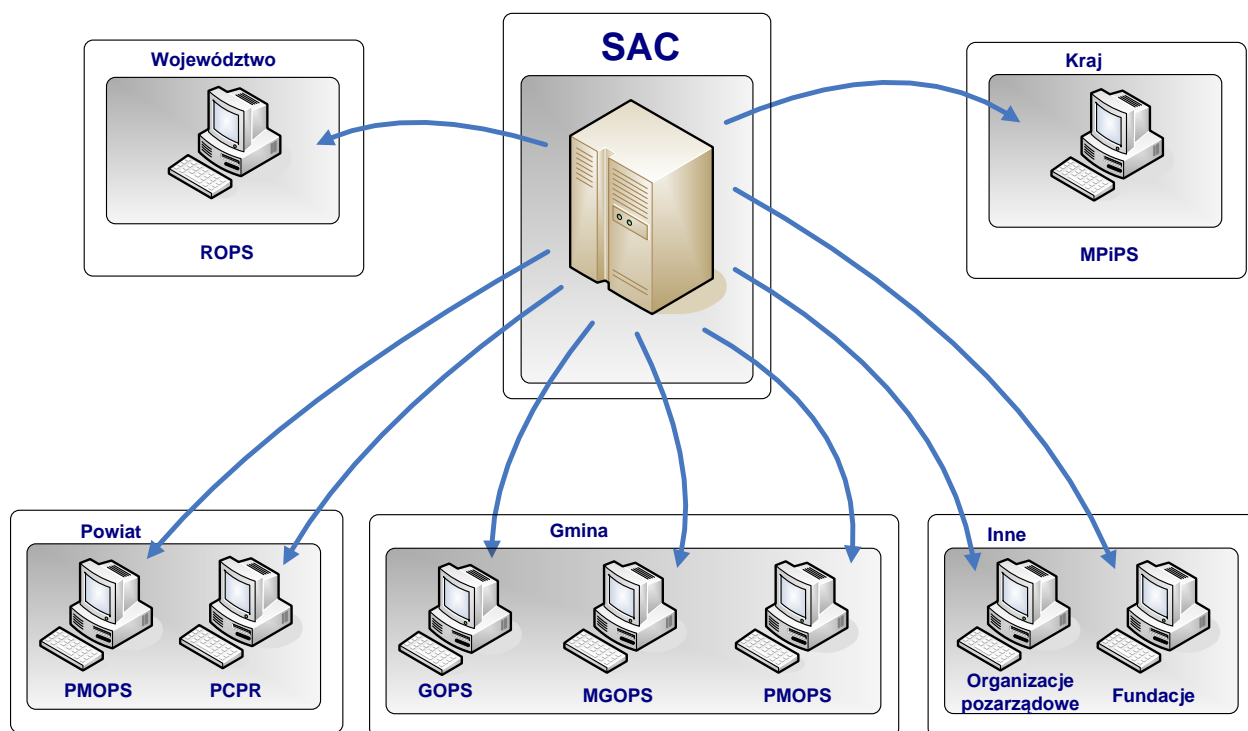 SAC
Województwo
ROPS
Kraj
MPiPS
Powiat
PMOPS
PCPR
Gmina
GOPS
MGOPS
PMOPS
Inne
Organizacje
pozarządowe
Fundacje